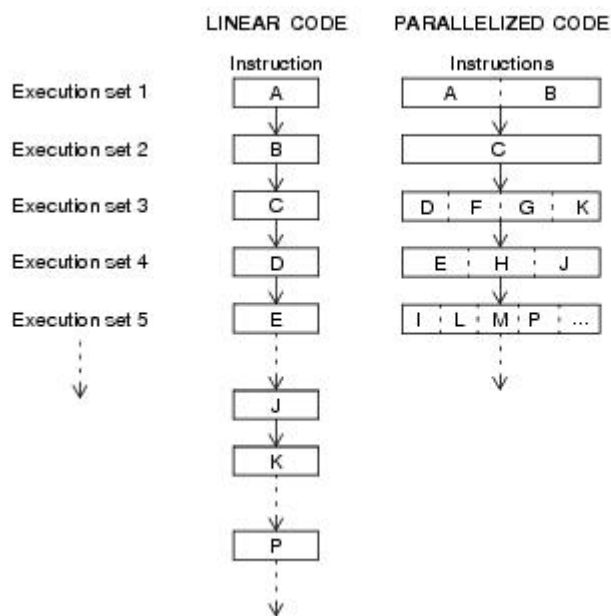 LINEAR CODE PARALLELIZED CODE
Instruction Instructions
Execution set 1 A A B
Execution set 2 B C
Execution set 3 C D F G K
Execution set 4 D E H J
Execution set 5 E I L M P ...
J
K
P